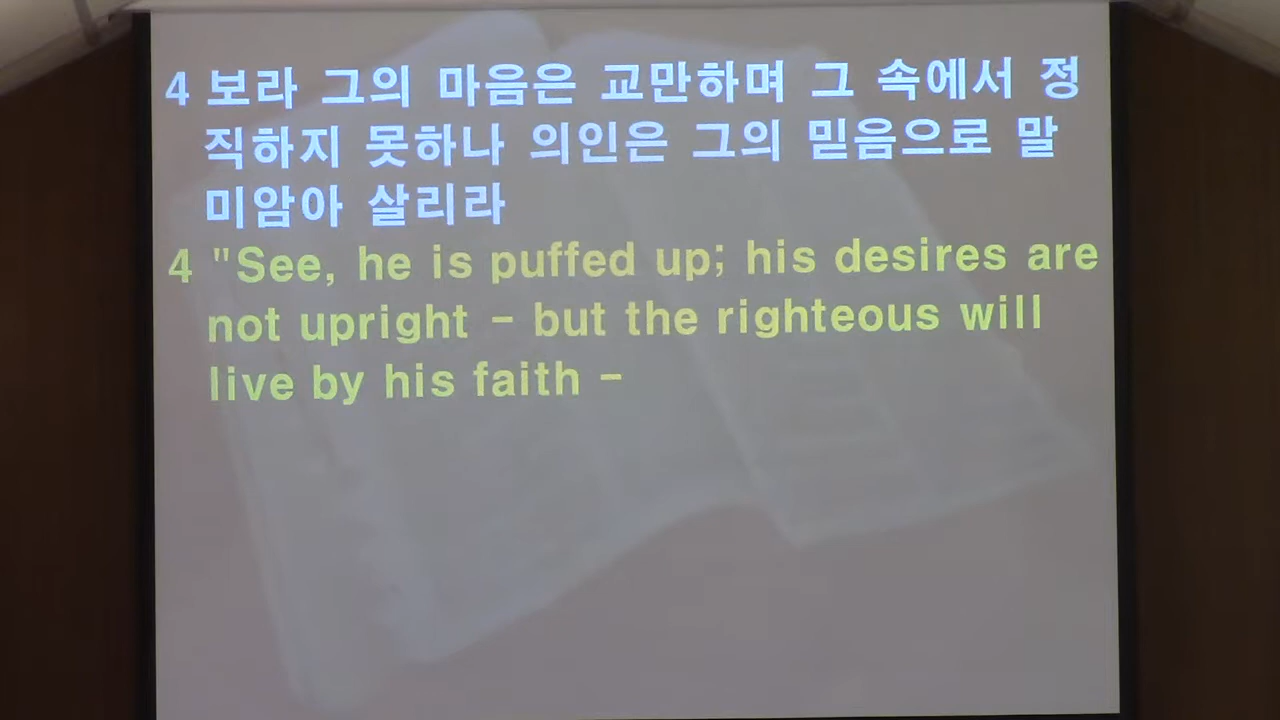 4 보라 그의 마음은 교만하며 그 속에서 정
직하지 못하나 의인은 그의 믿음으로 말
미암아 살리라
4 "See, he is puffed up; his desires are
not upright - but the righteous will
live by his faith -